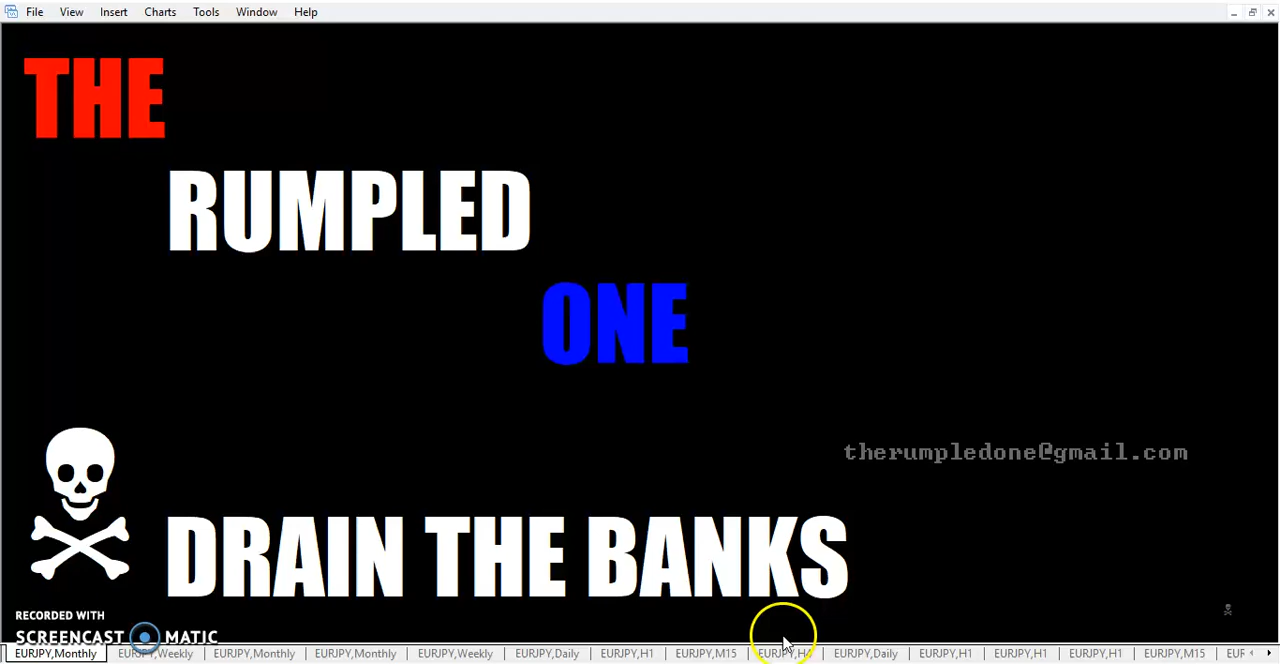 File View Insert Charts Tools Window Help
THE
RUMPLED
ONE
therumpledone@gmail.com
DRAIN THE BANKS
RECORDED WITH
SCREENCAST MATIC
EURJPY,Monthly EURJPY,Weekly EURJPY,Monthly EURJPY,Monthly EURJPY,Weekly EURJPY,Daily EURJPY,H1 EURJPY,M15 EURJPY,H4 EURJPY,Daily EURJPY,H1 EURJPY,H1 EURJPY,H1 EURJPY,M15